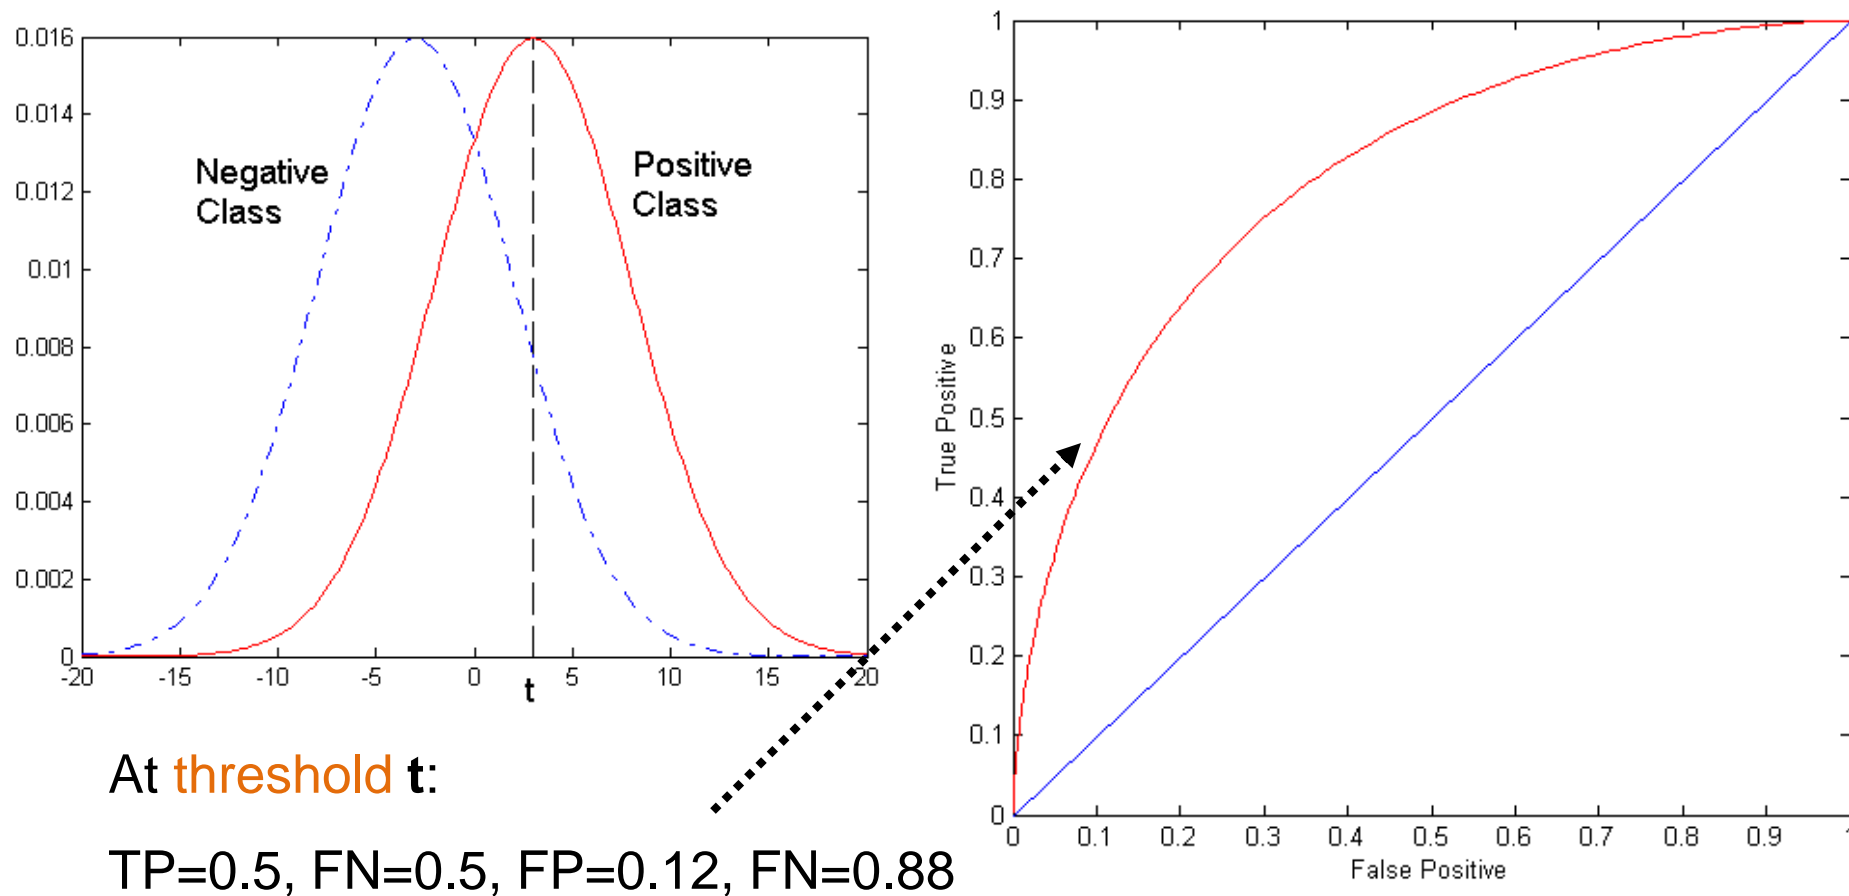 0.016
0.014
0.012
0.01
0.008
0.006
0.004
0.002
0
-20 -15 -10 -5 0 5 10 15 20
t
Negative
Class
Positive
Class
1
0.9
0.8
0.7
0.6
0.5
0.4
0.3
0.2
0.1
0
True Positive
0 0.1 0.2 0.3 0.4 0.5 0.6 0.7 0.8 0.9 1
False Positive
At threshold t:
TP=0.5, FN=0.5, FP=0.12, FN=0.88